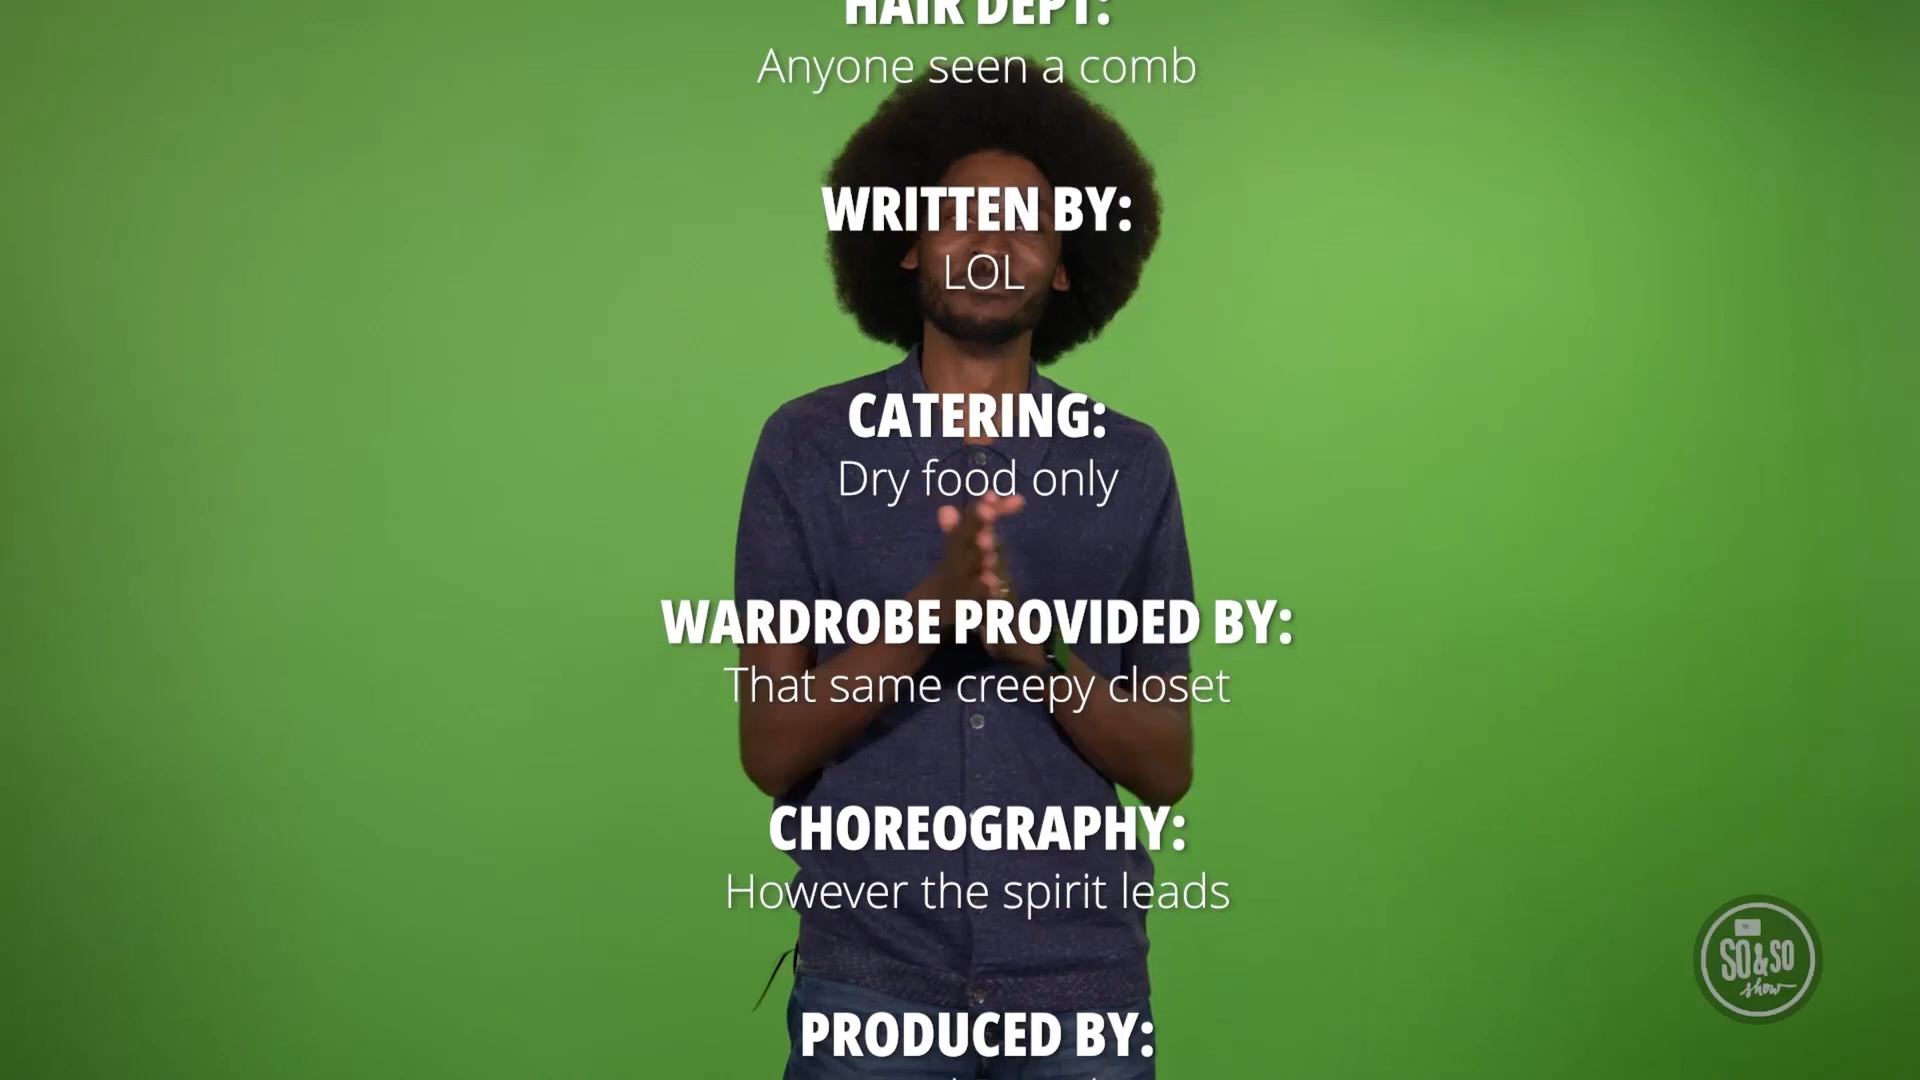 HAIR DEPT:
Anyone seen a comb
WRITTEN BY:
LOL
CATERING:
Dry food only
WARDROBE PROVIDED BY:
That same creepy closet
CHOREOGRAPHY:
However the spirit leads
PRODUCED BY:
SO & SO
show